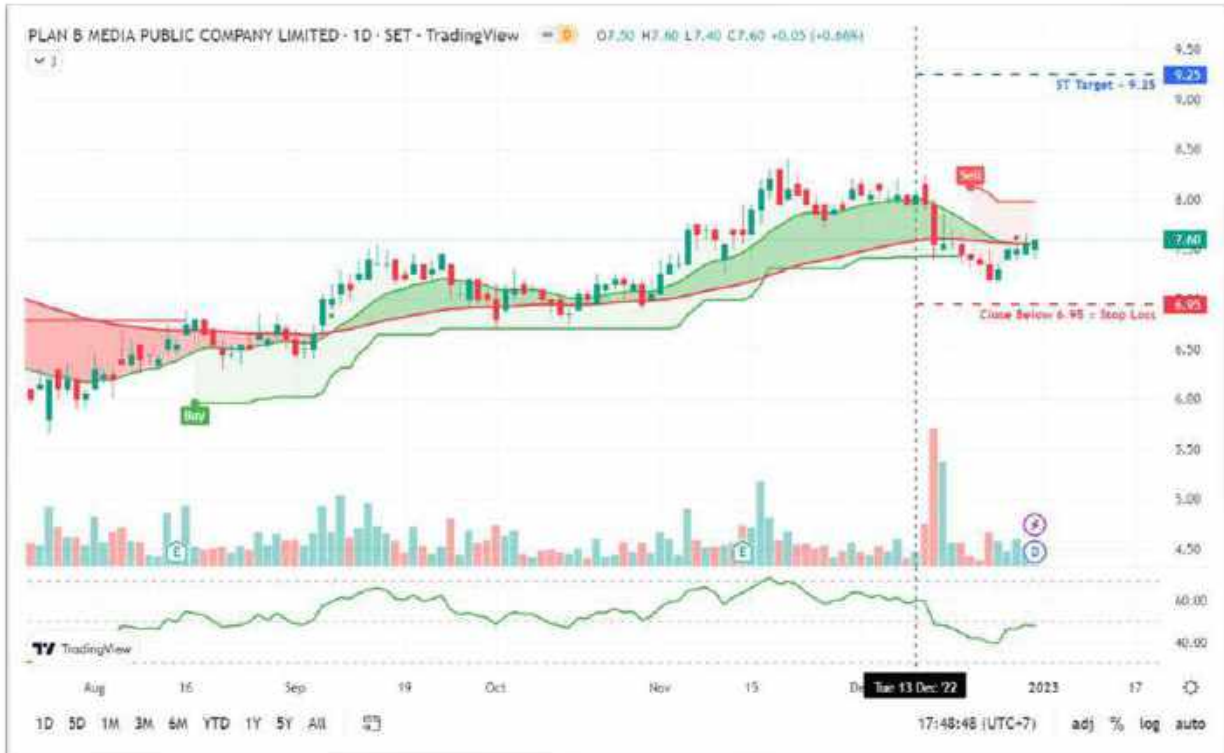 PLAN B MEDIA PUBLIC COMPANY LIMITED · 1D · SET · TradingView D O7.50 H7.60 L7.40 C7.60 +0.05 (+0.66%)
9.50
9.25
ST Target - 9.25
9.00
8.50
Sell
8.00
7.60
6.95
Close Below 6.95 = Stop Loss
6.50
Buy
6.00
5.50
5.00
E E D
4.50
60.00
40.00
TradingView
Aug 16 Sep 19 Oct Nov 15 Tue 13 Dec '22 2023 17
1D 5D 1M 3M 6M YTD 1Y 5Y All 17:48:48 (UTC+7) adj % log auto